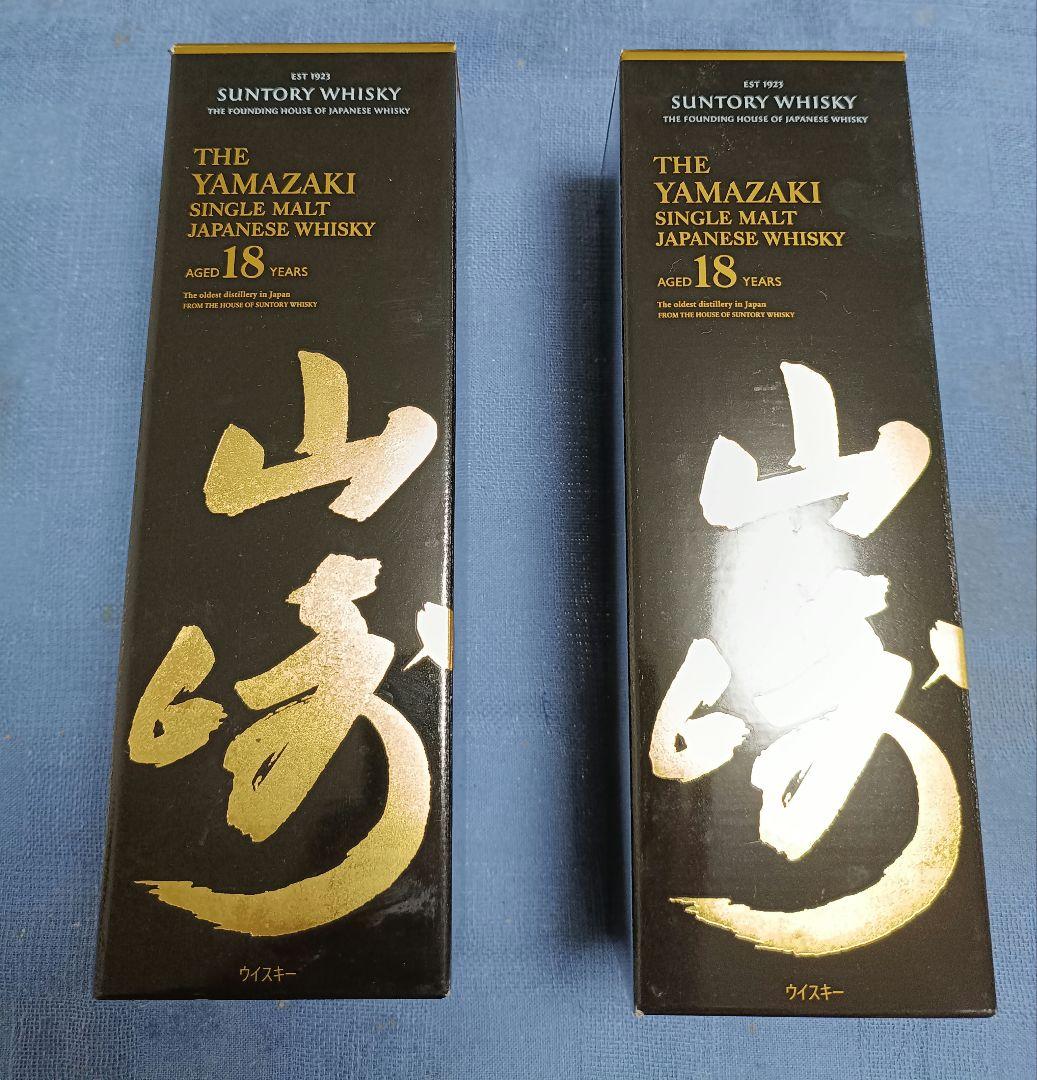 EST 1923
SUNTORY WHISKY
THE FOUNDING HOUSE OF JAPANESE WHISKY
THE
YAMAZAKI
SINGLE MALT
JAPANESE WHISKY
AGED 18 YEARS
The oldest distillery in Japan
FROM THE HOUSE OF SUNTORY WHISKY
山崎
ウイスキー
EST 1923
SUNTORY WHISKY
THE FOUNDING HOUSE OF JAPANESE WHISKY
THE
YAMAZAKI
SINGLE MALT
JAPANESE WHISKY
AGED 18 YEARS
The oldest distillery in Japan
FROM THE HOUSE OF SUNTORY WHISKY
山崎
ウイスキー